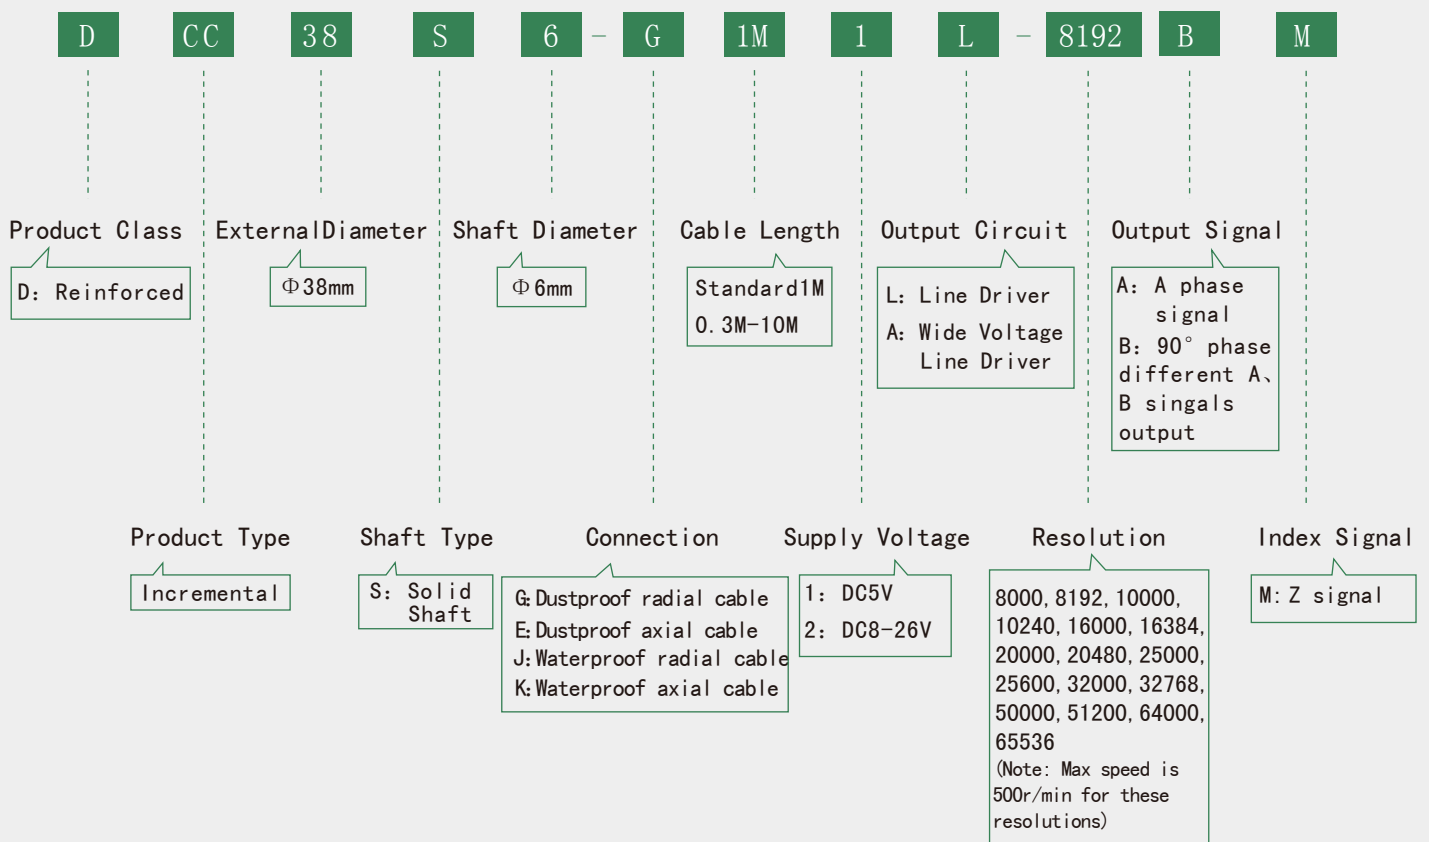 D CC 38 S 6 - G 1M 1 L - 8192 B M
Product Class
D: Reinforced
ExternalDiameter
Φ38mm
Shaft Diameter
Φ6mm
Cable Length
Standard1M
0.3M-10M
Output Circuit
L: Line Driver
A: Wide Voltage
Line Driver
Output Signal
A: A phase
signal
B: 90° phase
different A、
B singals
output
Product Type
Incremental
Shaft Type
S: Solid
Shaft
Connection
G:Dustproof radial cable
E:Dustproof axial cable
J:Waterproof radial cable
K:Waterproof axial cable
Supply Voltage
1: DC5V
2: DC8-26V
Resolution
8000, 8192, 10000,
10240, 16000, 16384,
20000, 20480, 25000,
25600, 32000, 32768,
50000, 51200, 64000,
65536
(Note: Max speed is
500r/min for these
resolutions)
Index Signal
M: Z signal